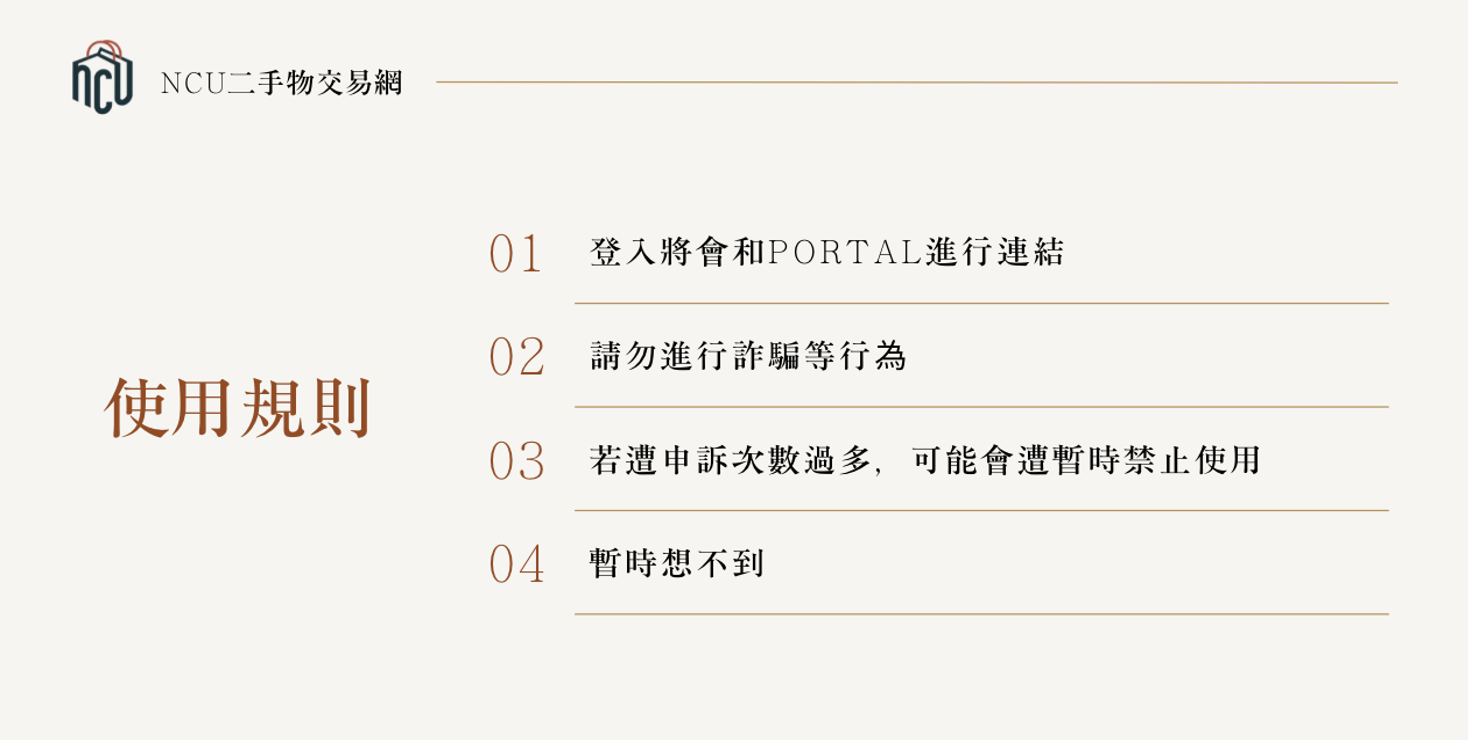 ncu
NCU二手物交易網
使用規則
01 登入將會和PORTAL進行連結
02 請勿進行詐騙等行為
03 若遭申訴次數過多，可能會遭暫時禁止使用
04 暫時想不到